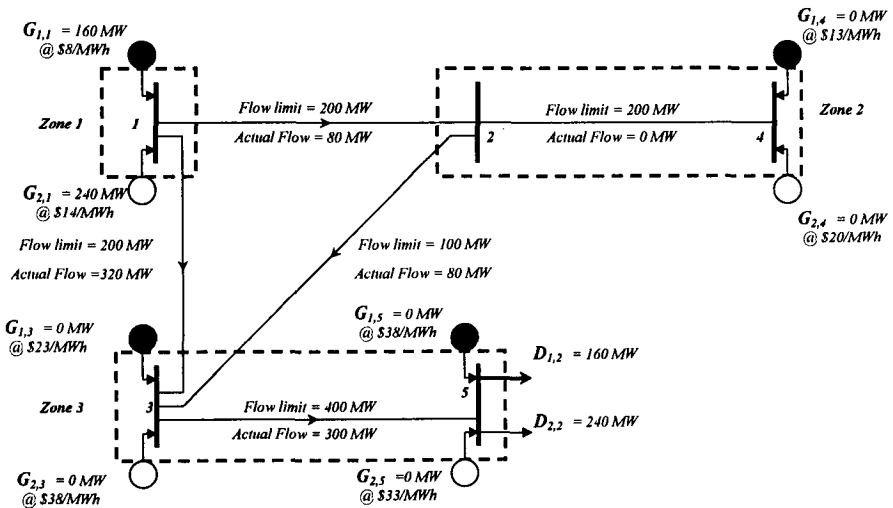 G1,1 = 160 MW
@ $8/MWh
G1,4 = 0 MW
@ $13/MWh
Zone 1
1
Flow limit = 200 MW
Actual Flow = 80 MW
2
Flow limit = 200 MW
Actual Flow = 0 MW
4
Zone 2
G2,1 = 240 MW
@ $14/MWh
G2,4 = 0 MW
@ $20/MWh
Flow limit = 200 MW
Actual Flow =320 MW
Flow limit = 100 MW
Actual Flow = 80 MW
G1,3 = 0 MW
@ $23/MWh
G1,5 = 0 MW
@ $38/MWh
D1,2 = 160 MW
Zone 3
3
Flow limit = 400 MW
Actual Flow = 300 MW
5
D2,2 = 240 MW
G2,3 = 0 MW
@ $38/MWh
G2,5 =0 MW
@ $33/MWh